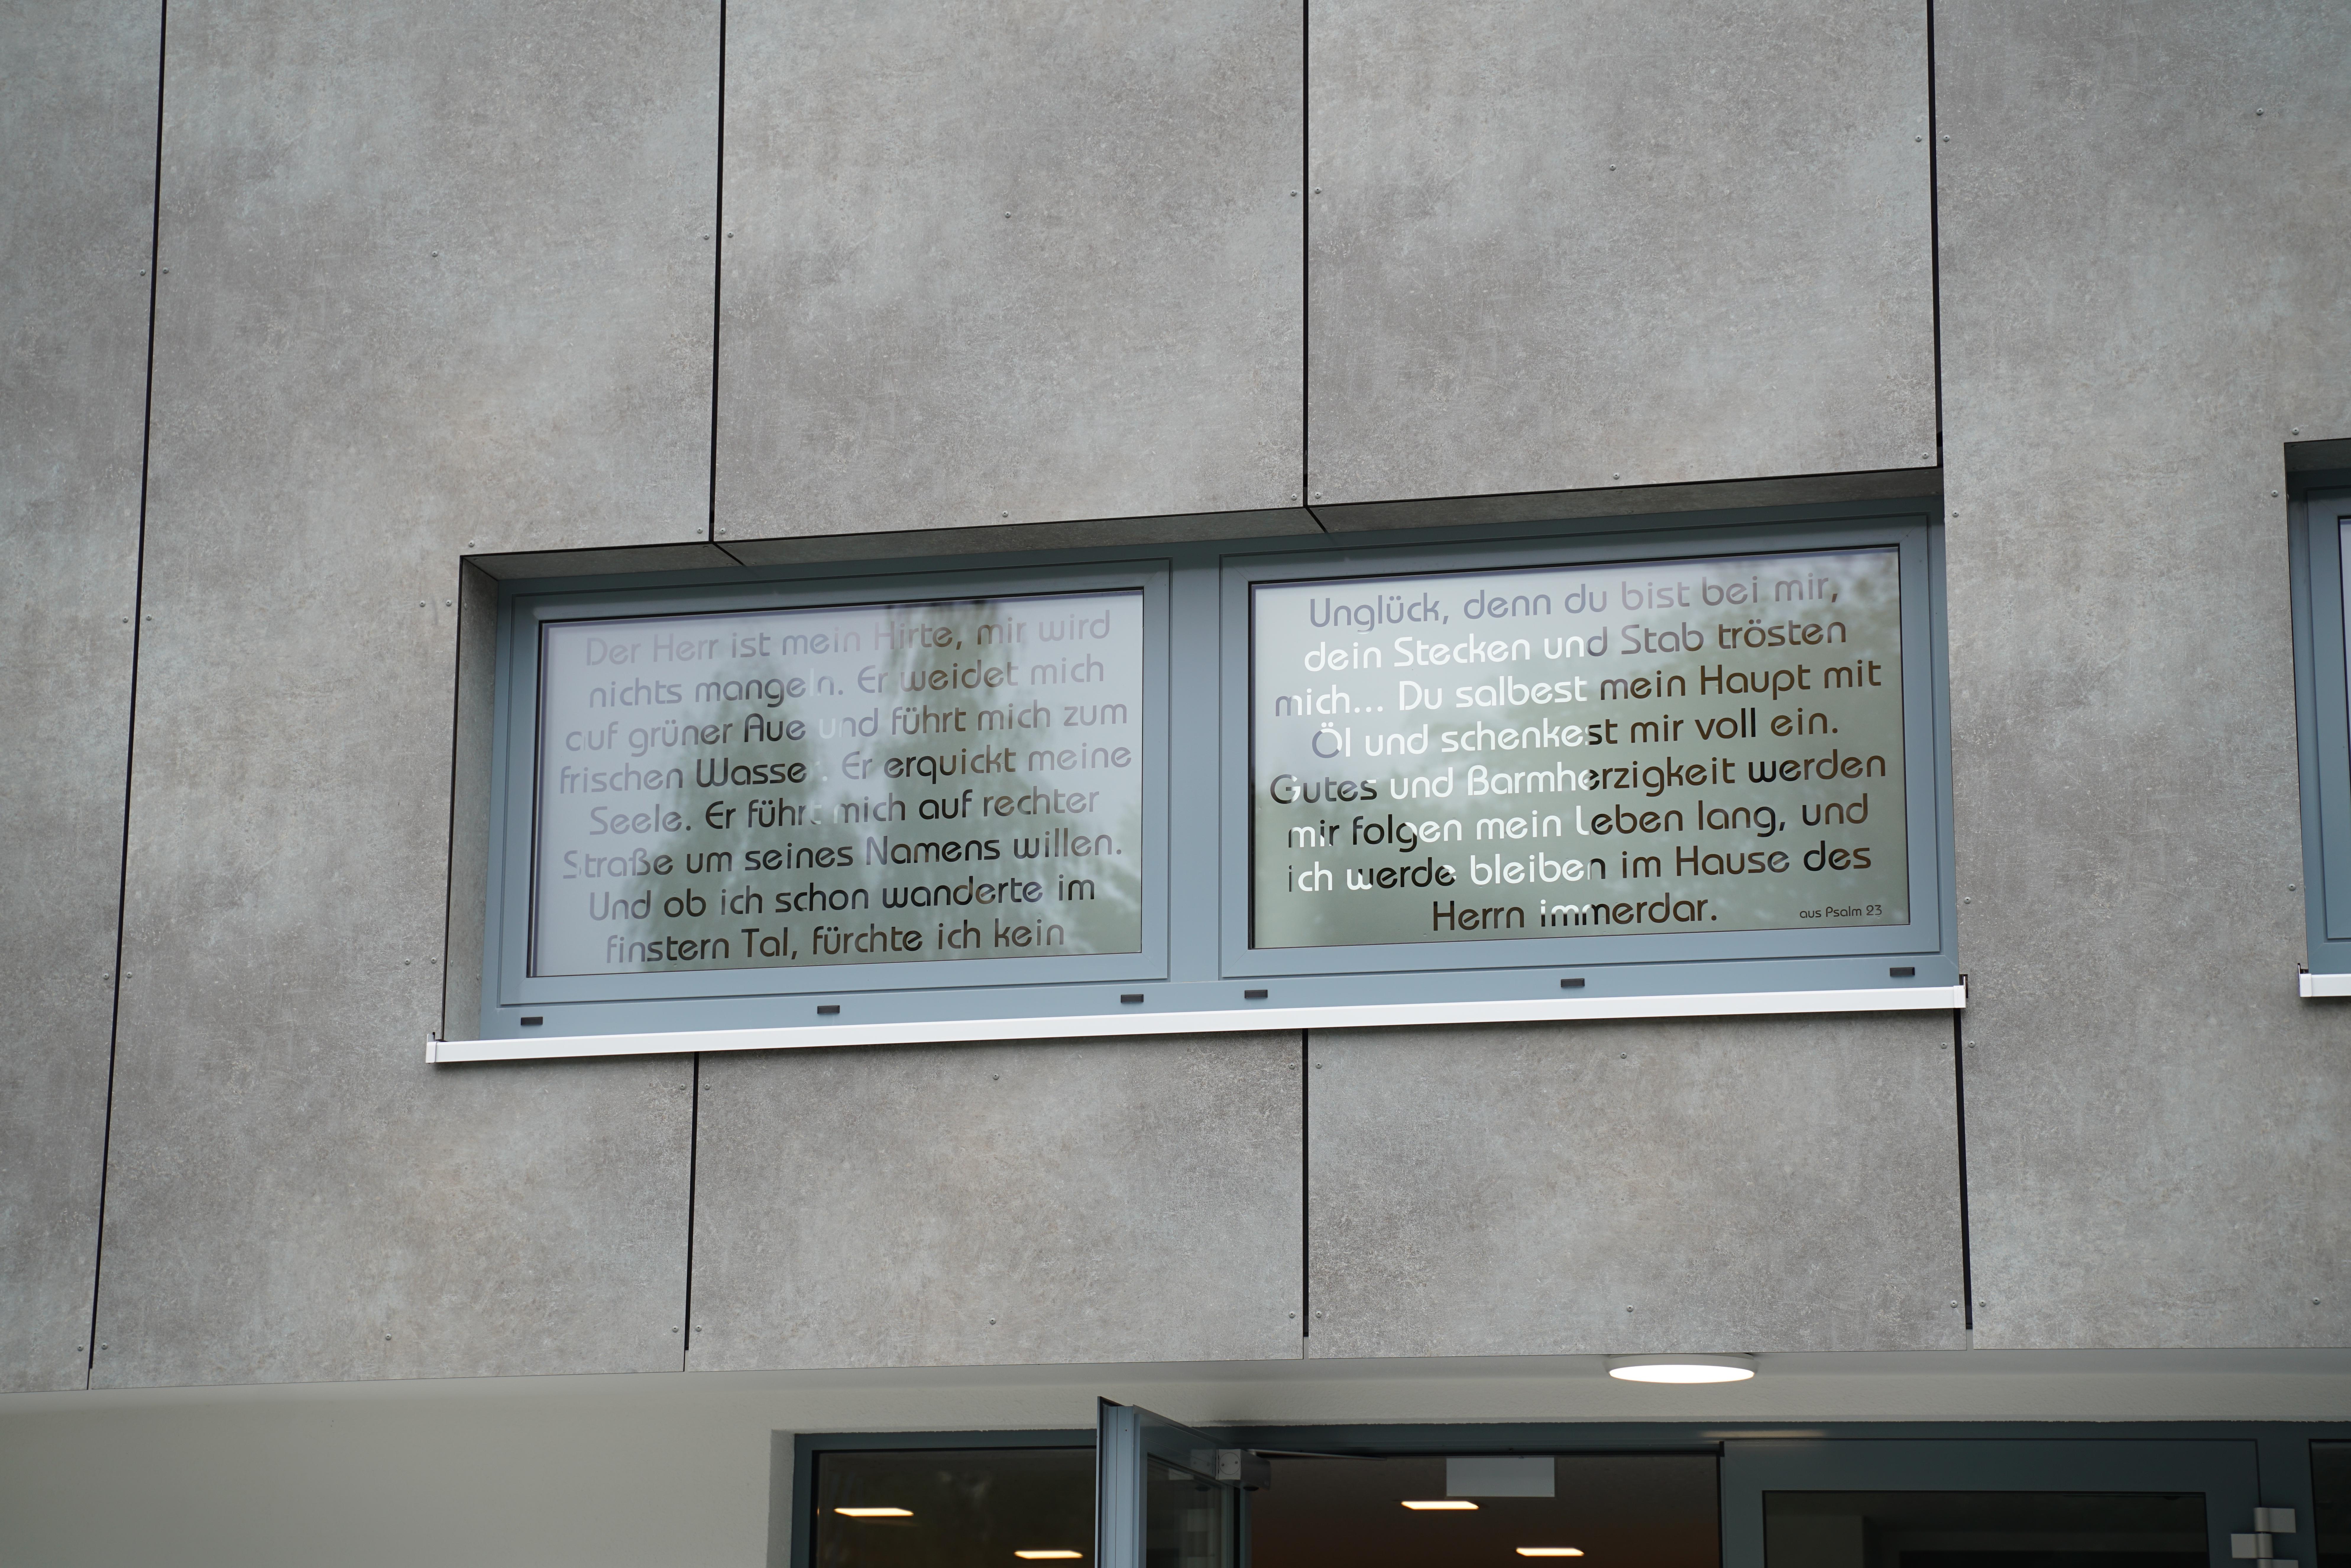 Der Herr ist mein Hirte, mir wird
nichts mangeln. Er weidet mich
auf grüner Aue und führt mich zum
frischen Wasser. Er erquickt meine
Seele. Er führt mich auf rechter
Straße um seines Namens willen.
Und ob ich schon wanderte im
finstern Tal, fürchte ich kein
Unglück, denn du bist bei mir,
dein Stecken und Stab trösten
mich... Du salbest mein Haupt mit
Öl und schenkest mir voll ein.
Gutes und Barmherzigkeit werden
mir folgen mein Leben lang, und
ich werde bleiben im Hause des
Herrn immerdar.
aus Psalm 23